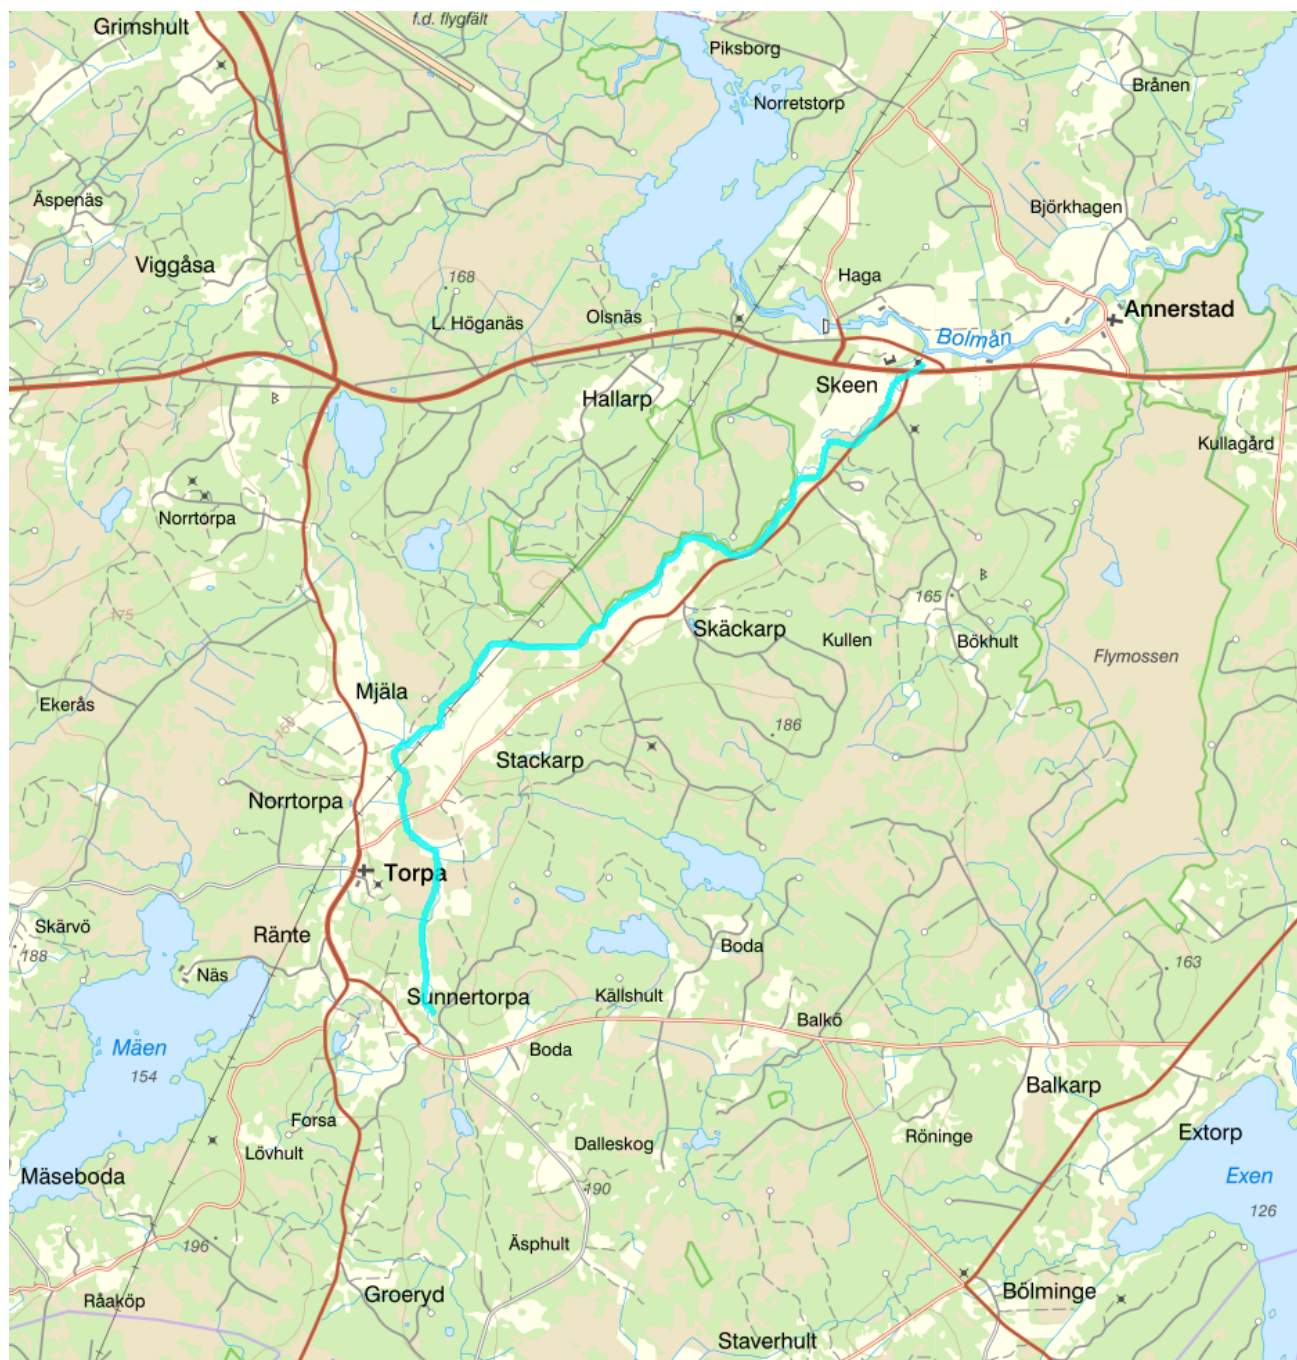 f.d. flygfält
Grimshult
Piksborg
Brånen
Norretstorp
Äspenäs
Björkhagen
Viggåsa
168
Haga
L. Höganäs
Olsnäs
Annerstad
Bolmån
Skeen
Hallarp
Kullagård
Norrtorpa
175
165
Skäckarp
Kullen
Bökhult
Flymossen
Mjäla
Ekerås
150
186
Stackarp
Norrtorpa
Torpa
Skärvö
Ränte
Boda
188
Näs
163
Sunnertorpa
Källshult
Balkö
Mäen
Boda
154
Balkarp
Forsa
Extorp
Röninge
Dalleskog
Lövhult
Mäseboda
Exen
190
126
196
Äsphult
Groeryd
Bölminge
Råaköp
Staverhult